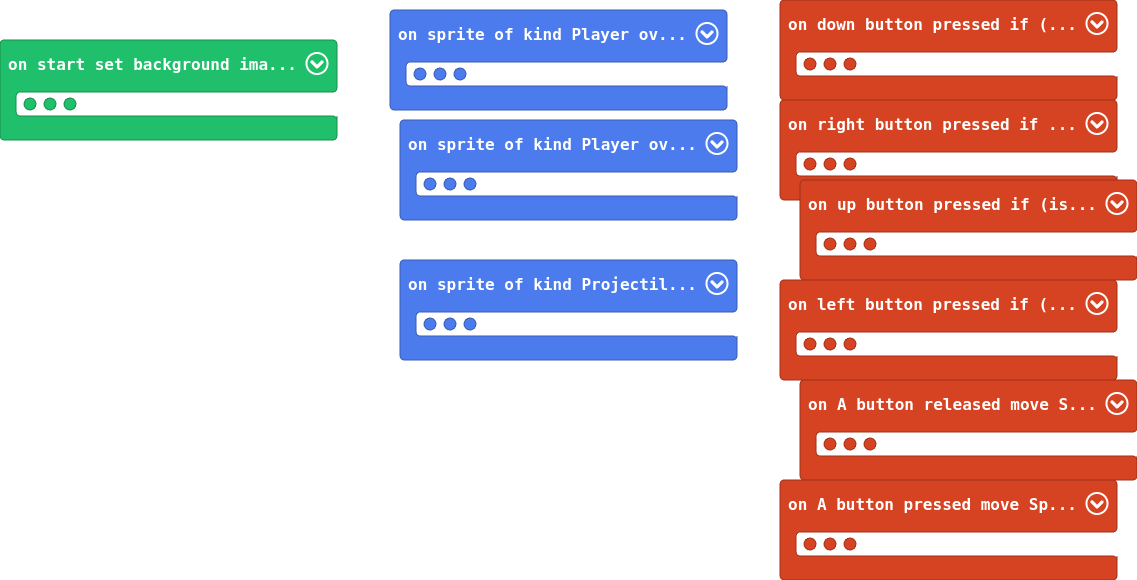 on start set background ima...
on sprite of kind Player ov...
on sprite of kind Player ov...
on sprite of kind Projectil...
on down button pressed if (...
on right button pressed if ...
on up button pressed if (is...
on left button pressed if (...
on A button released move S...
on A button pressed move Sp...